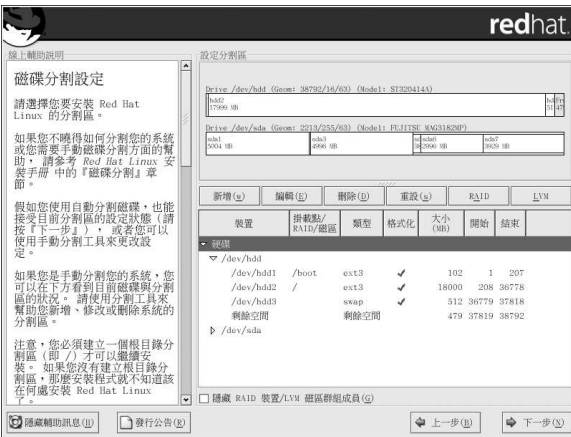 redhat.
線上輔助說明
磁碟分割設定
請選擇您要安裝 Red Hat
Linux 的分割區。
如果您不曉得如何分割您的系統
或您需要手動磁碟分割方面的幫
助， 請參考 Red Hat Linux 安
裝手冊 中的『磁碟分割』章
節。
假如您使用自動分割磁碟，也能
接受目前分割區的設定狀態（請
按『下一步』）， 或者您可以
使用手動分割工具來更改設
定。
如果您是手動分割您的系統，您
可以在下方看到目前磁碟與分割
區的狀況。 請使用分割工具來
幫助您新增、修改或刪除系統的
分割區。
注意，您必須建立一個根目錄分
割區（即 /）才可以繼續安
裝。 如果您沒有建立根目錄分
割區，那麼安裝程式就不知道該
在何處安裝 Red Hat Linux
了。
設定分割區
Drive /dev/hdd (Geom: 38792/16/63) (Model: ST320414A)
hdd2
17999 MB
Drive /dev/sda (Geom: 2213/255/63) (Model: FUJITSU MAG3182MP)
sda1 sda3 sda6 sda7
5004 MB 4996 MB 2996 MB 3929 MB
新增(w) 編輯(E) 刪除(D) 重設(s) RAID LVM
裝置 掛載點/RAID/磁區 類型 格式化 大小(MB) 開始 結束
硬碟
/dev/hdd
/dev/hdd1 /boot ext3 ✔ 102 1 207
/dev/hdd2 / ext3 ✔ 18000 208 36778
/dev/hdd3 swap ✔ 512 36779 37818
剩餘空間 剩餘空間 479 37819 38792
/dev/sda
隱藏 RAID 裝置/LVM 磁區群組成員(G)
隱藏輔助訊息(H) 發行公告(R) 上一步(B) 下一步(N)